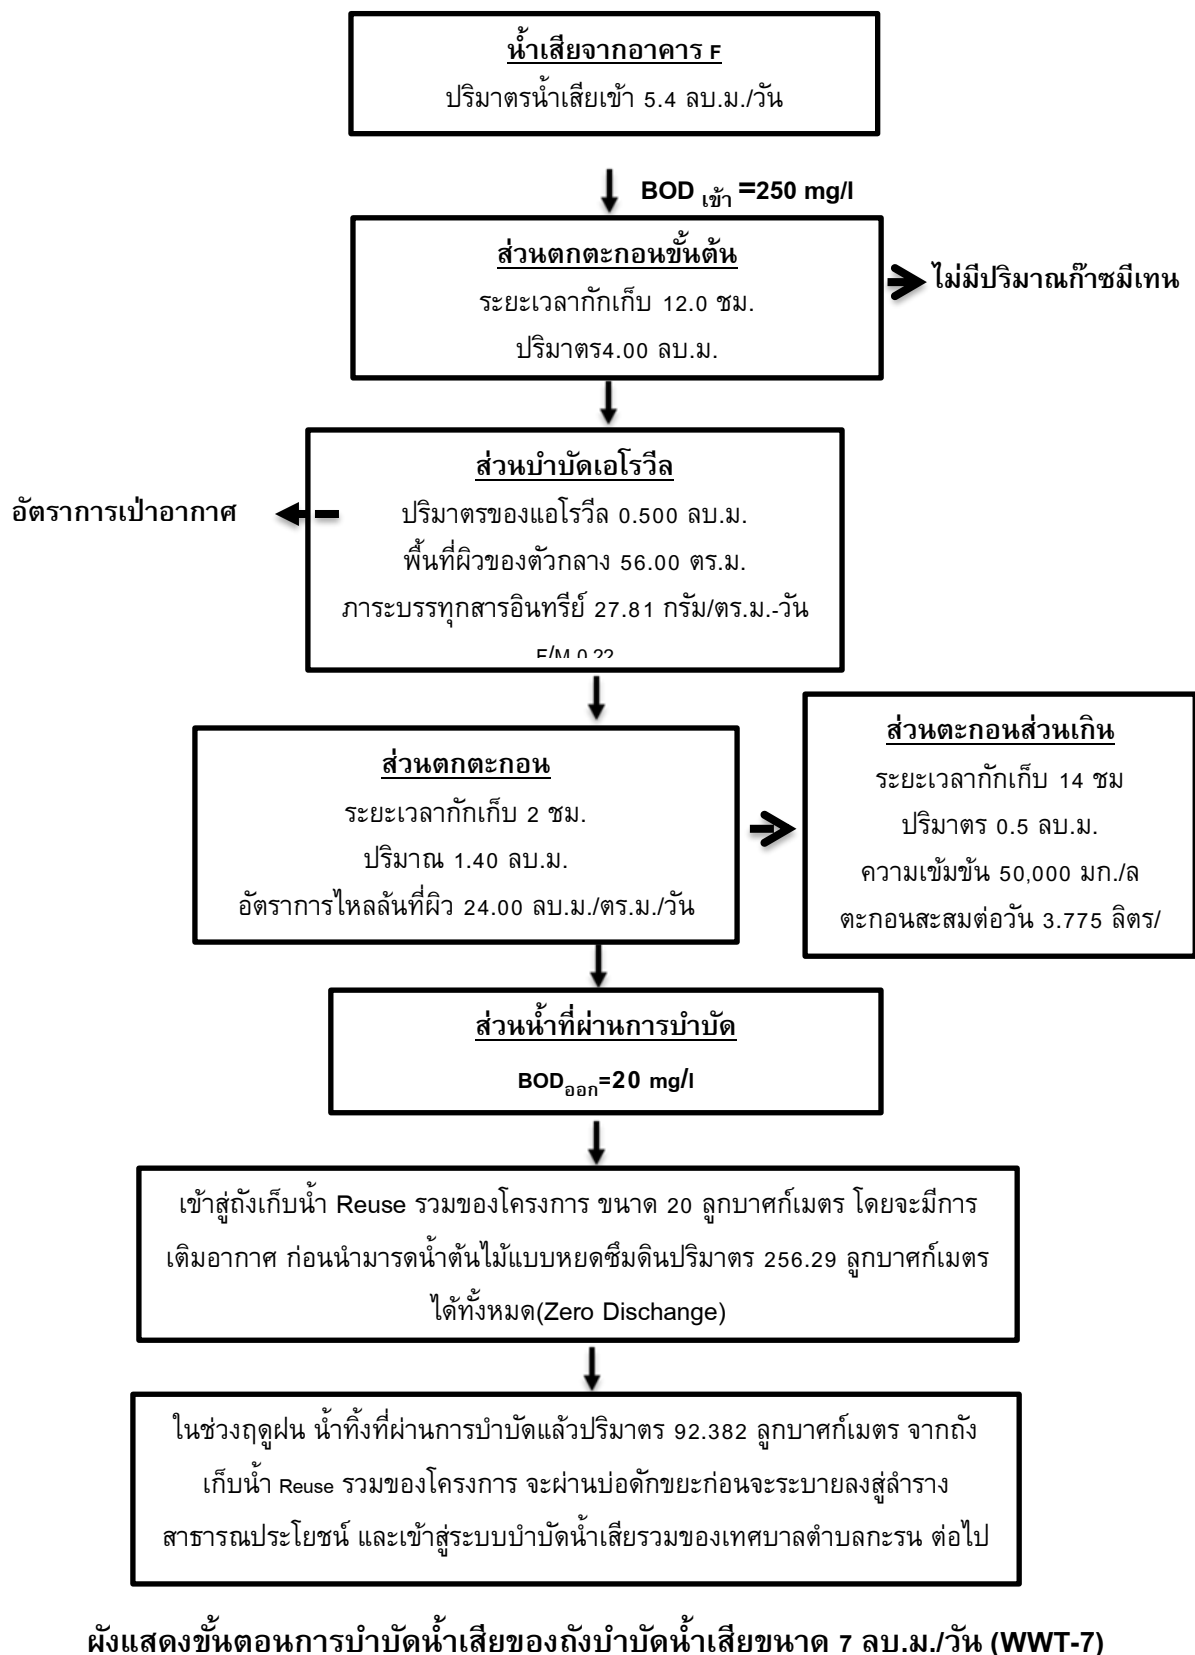 น้ำเสียจากอาคาร F
ปริมาตรน้ำเสียเข้า 5.4 ลบ.ม./วัน
BOD เข้า =250 mg/l
ส่วนตกตะกอนขั้นต้น
ระยะเวลากักเก็บ 12.0 ชม.
ปริมาตร4.00 ลบ.ม.
ไม่มีปริมาณก๊าซมีเทน
ส่วนบำบัดเอโรวีล
ปริมาตรของแอโรวีล 0.500 ลบ.ม.
พื้นที่ผิวของตัวกลาง 56.00 ตร.ม.
ภาระบรรทุกสารอินทรีย์ 27.81 กรัม/ตร.ม.-วัน
F/M 0.22
อัตราการเป่าอากาศ
ส่วนตกตะกอน
ระยะเวลากักเก็บ 2 ชม.
ปริมาณ 1.40 ลบ.ม.
อัตราการไหลล้นที่ผิว 24.00 ลบ.ม./ตร.ม./วัน
ส่วนตะกอนส่วนเกิน
ระยะเวลากักเก็บ 14 ชม
ปริมาตร 0.5 ลบ.ม.
ความเข้มข้น 50,000 มก./ล
ตะกอนสะสมต่อวัน 3.775 ลิตร/
ส่วนน้ำที่ผ่านการบำบัด
BODออก=20 mg/l
เข้าสู่ถังเก็บน้ำ Reuse รวมของโครงการ ขนาด 20 ลูกบาศก์เมตร โดยจะมีการ
เติมอากาศ ก่อนนำมารดน้ำต้นไม้แบบหยดซึมดินปริมาตร 256.29 ลูกบาศก์เมตร
ได้ทั้งหมด(Zero Dischange)
ในช่วงฤดูฝน น้ำทิ้งที่ผ่านการบำบัดแล้วปริมาตร 92.382 ลูกบาศก์เมตร จากถัง
เก็บน้ำ Reuse รวมของโครงการ จะผ่านบ่อดักขยะก่อนจะระบายลงสู่ลำราง
สาธารณประโยชน์ และเข้าสู่ระบบบำบัดน้ำเสียรวมของเทศบาลตำบลกะรน ต่อไป
ผังแสดงขั้นตอนการบำบัดน้ำเสียของถังบำบัดน้ำเสียขนาด 7 ลบ.ม./วัน (WWT-7)